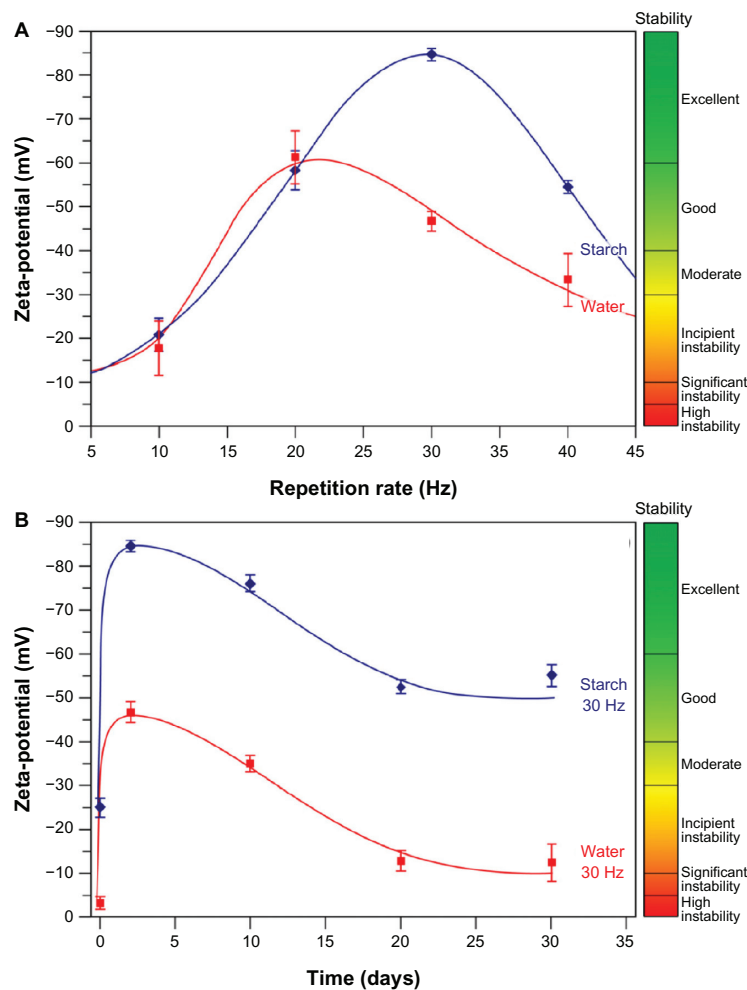 A
Stability
−90
−80
−70
−60
−50
−40
−30
−20
−10
0
Zeta-potential (mV)
5
10
15
20
25
30
35
40
45
Repetition rate (Hz)
Starch
Water
Excellent
Good
Moderate
Incipient
instability
Significant
instability
High
instability
B
Stability
−90
−80
−70
−60
−50
−40
−30
−20
−10
0
Zeta-potential (mV)
0
5
10
15
20
25
30
35
Time (days)
Starch
30 Hz
Water
30 Hz
Excellent
Good
Moderate
Incipient
instability
Significant
instability
High
instability